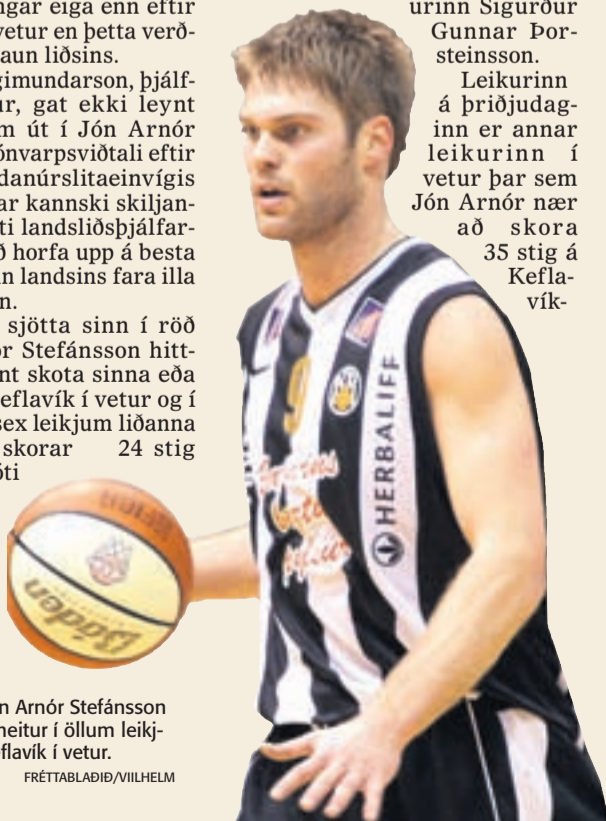 ngar eiga enn eftir
vetur en þetta verð-
aun liðsins.
gimundarson, þjálf-
ur, gat ekki leynt
m út í Jón Arnór
ónvarpsviðtali eftir
danúrslitaeinvígis
ar kannski skiljan-
ti landsliðsþjálfar-
ð horfa upp á besta
n landsins fara illa
n.
sjötta sinn í röð
r Stefánsson hitt-
nt skota sinna eða
eflavík í vetur og í
sex leikjum liðanna
skorar 24 stig
óti
urinn Sigurður
Gunnar Þor-
steinsson.
Leikurinn
á þriðjudag-
inn er annar
leikurinn í
vetur þar sem
Jón Arnór nær
að skora
35 stig á
Kefla-
vík-
9
HERBALIFE
Baden
n Arnór Stefánsson
heitur í öllum leikj-
eflavík í vetur.
FRÉTTABLAÐIÐ/VIILHELM